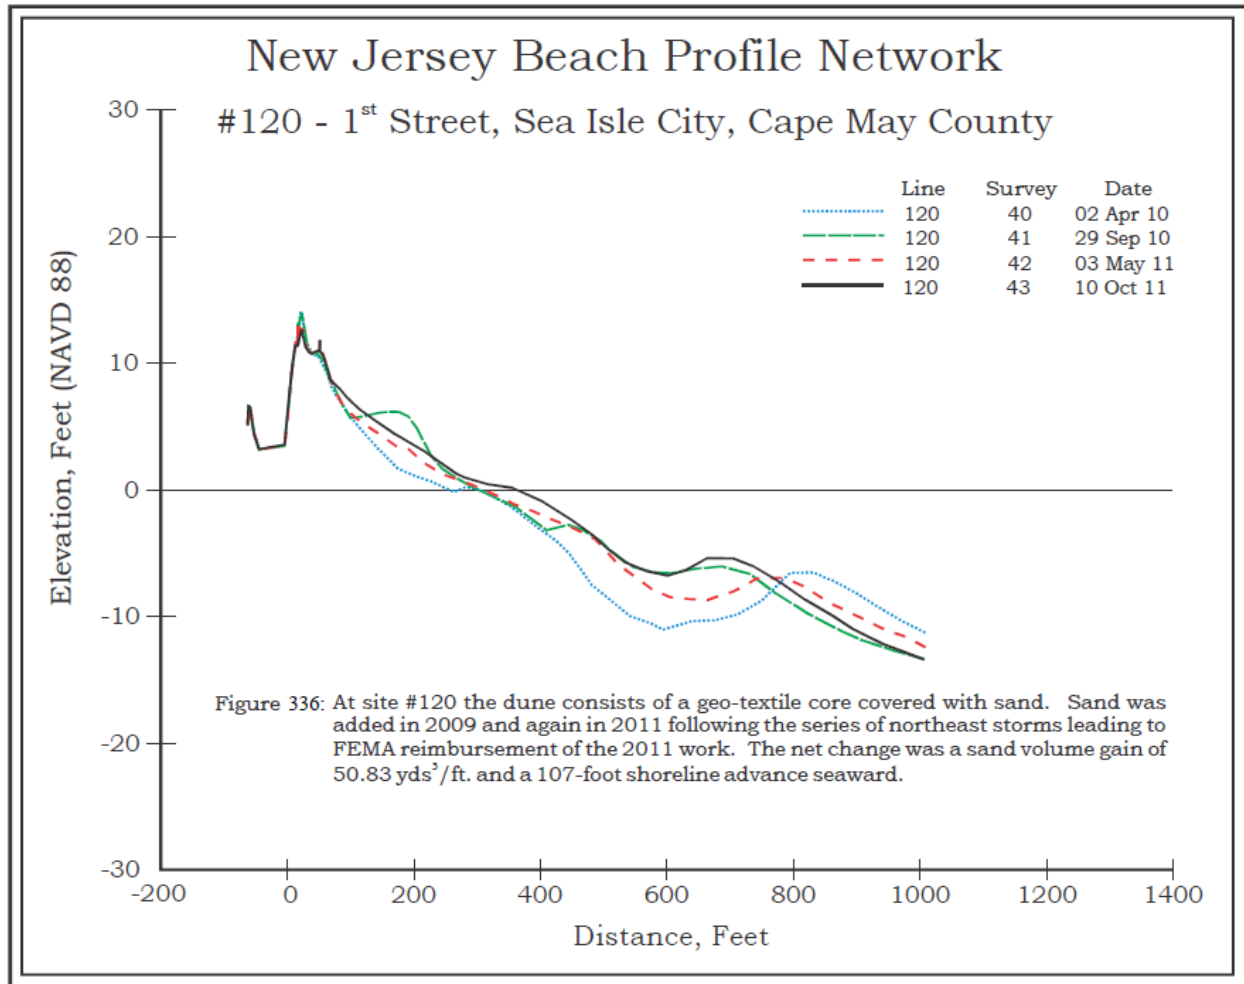 New Jersey Beach Profile Network
#120 - 1st Street, Sea Isle City, Cape May County
Line Survey Date
120 40 02 Apr 10
120 41 29 Sep 10
120 42 03 May 11
120 43 10 Oct 11
Elevation, Feet (NAVD 88)
30
20
10
0
-10
-20
-30
Figure 336: At site #120 the dune consists of a geo-textile core covered with sand. Sand was
added in 2009 and again in 2011 following the series of northeast storms leading to
FEMA reimbursement of the 2011 work. The net change was a sand volume gain of
50.83 yds³/ft. and a 107-foot shoreline advance seaward.
-200 0 200 400 600 800 1000 1200 1400
Distance, Feet